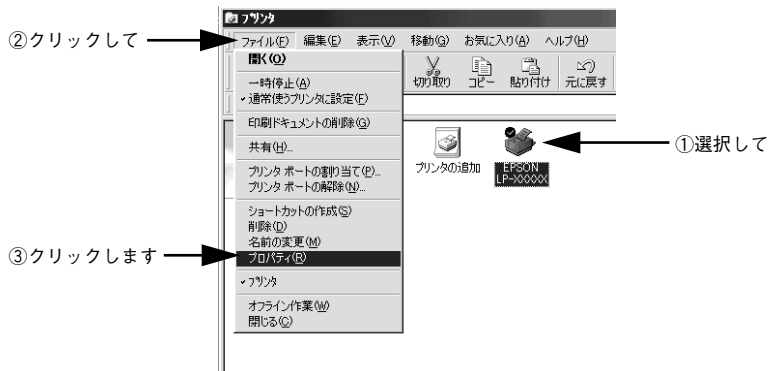 プリンタ
②クリックして
ファイル(F) 編集(E) 表示(V) 移動(G) お気に入り(A) ヘルプ(H)
開く(O)
一時停止(A)
通常使うプリンタに設定(F)
印刷ドキュメントの削除(G)
共有(H)...
プリンタ ポートの割り当て(P)...
プリンタ ポートの解除(N)...
ショートカットの作成(S)
削除(D)
名前の変更(M)
プロパティ(R)
プリンタ
オフライン作業(W)
閉じる(C)
切り取り コピー 貼り付け 元に戻す
プリンタの追加
EPSON
LP-XXXXX
①選択して
③クリックします